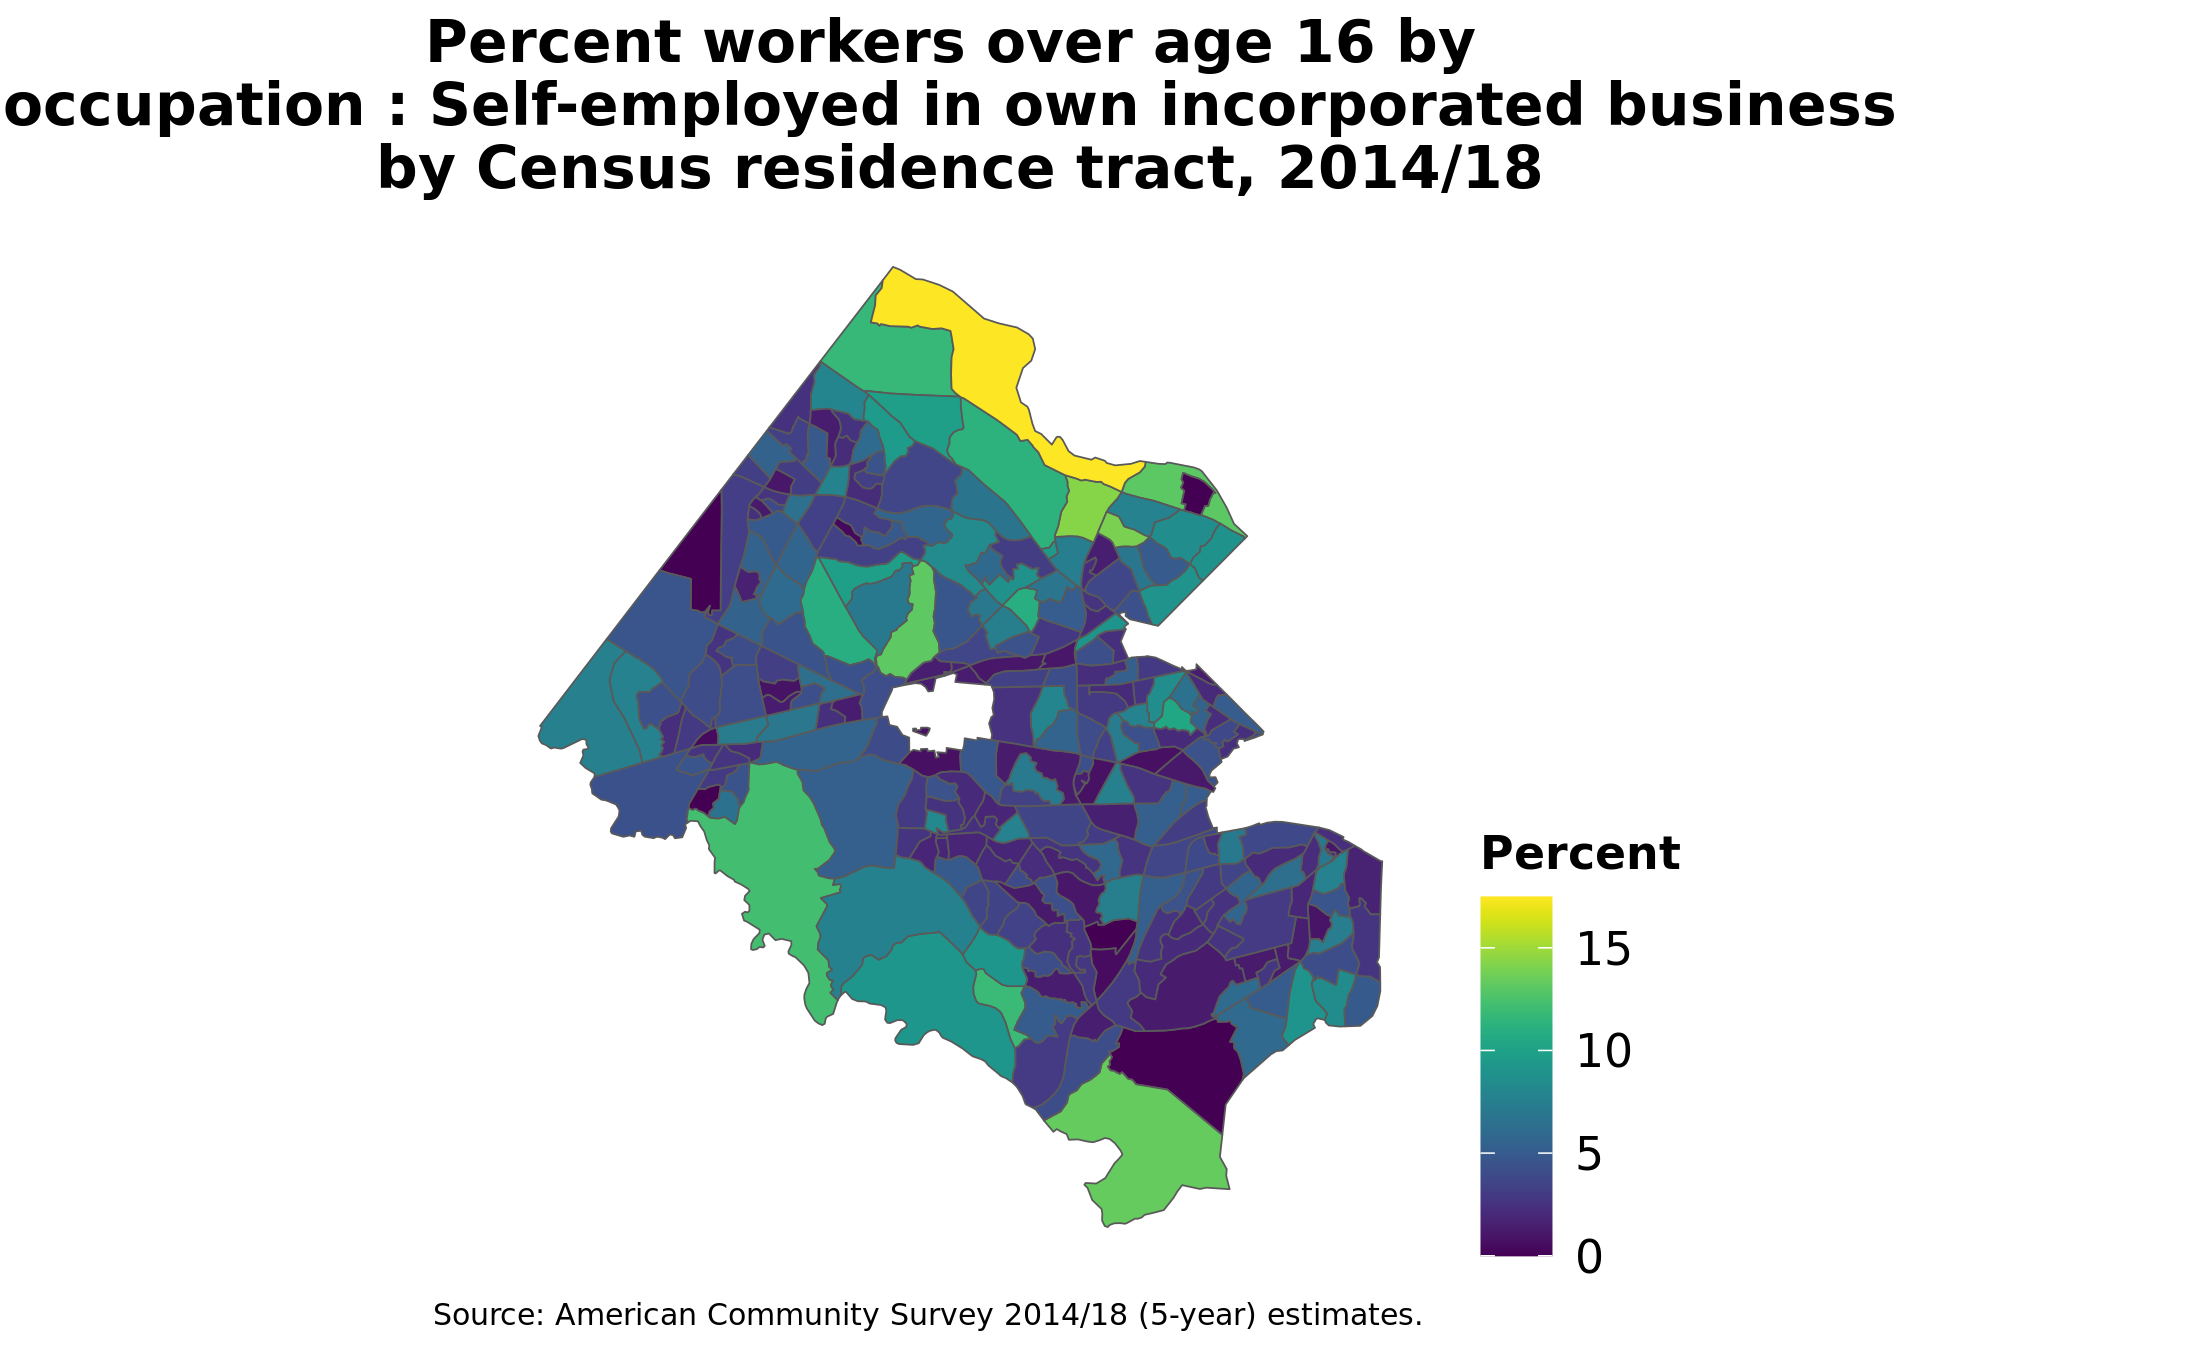 Percent workers over age 16 by
occupation : Self-employed in own incorporated business
by Census residence tract, 2014/18
Percent
15
10
5
0
Source: American Community Survey 2014/18 (5-year) estimates.